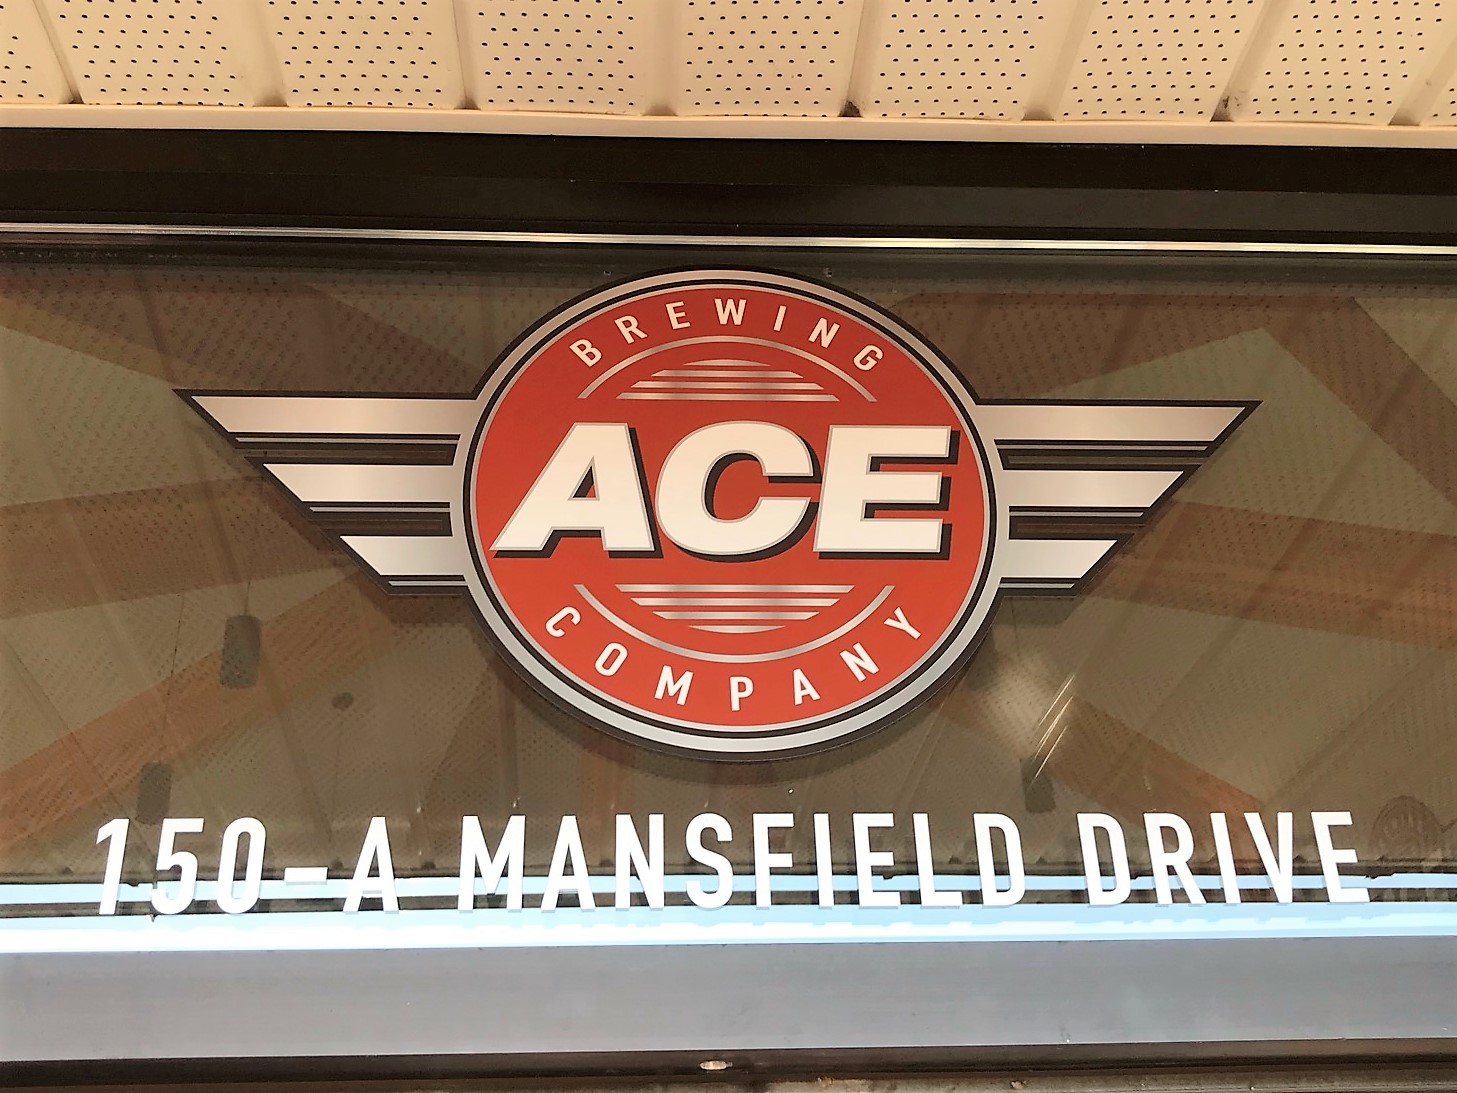 BREWING
ACE
COMPANY
150-A MANSFIELD DRIVE